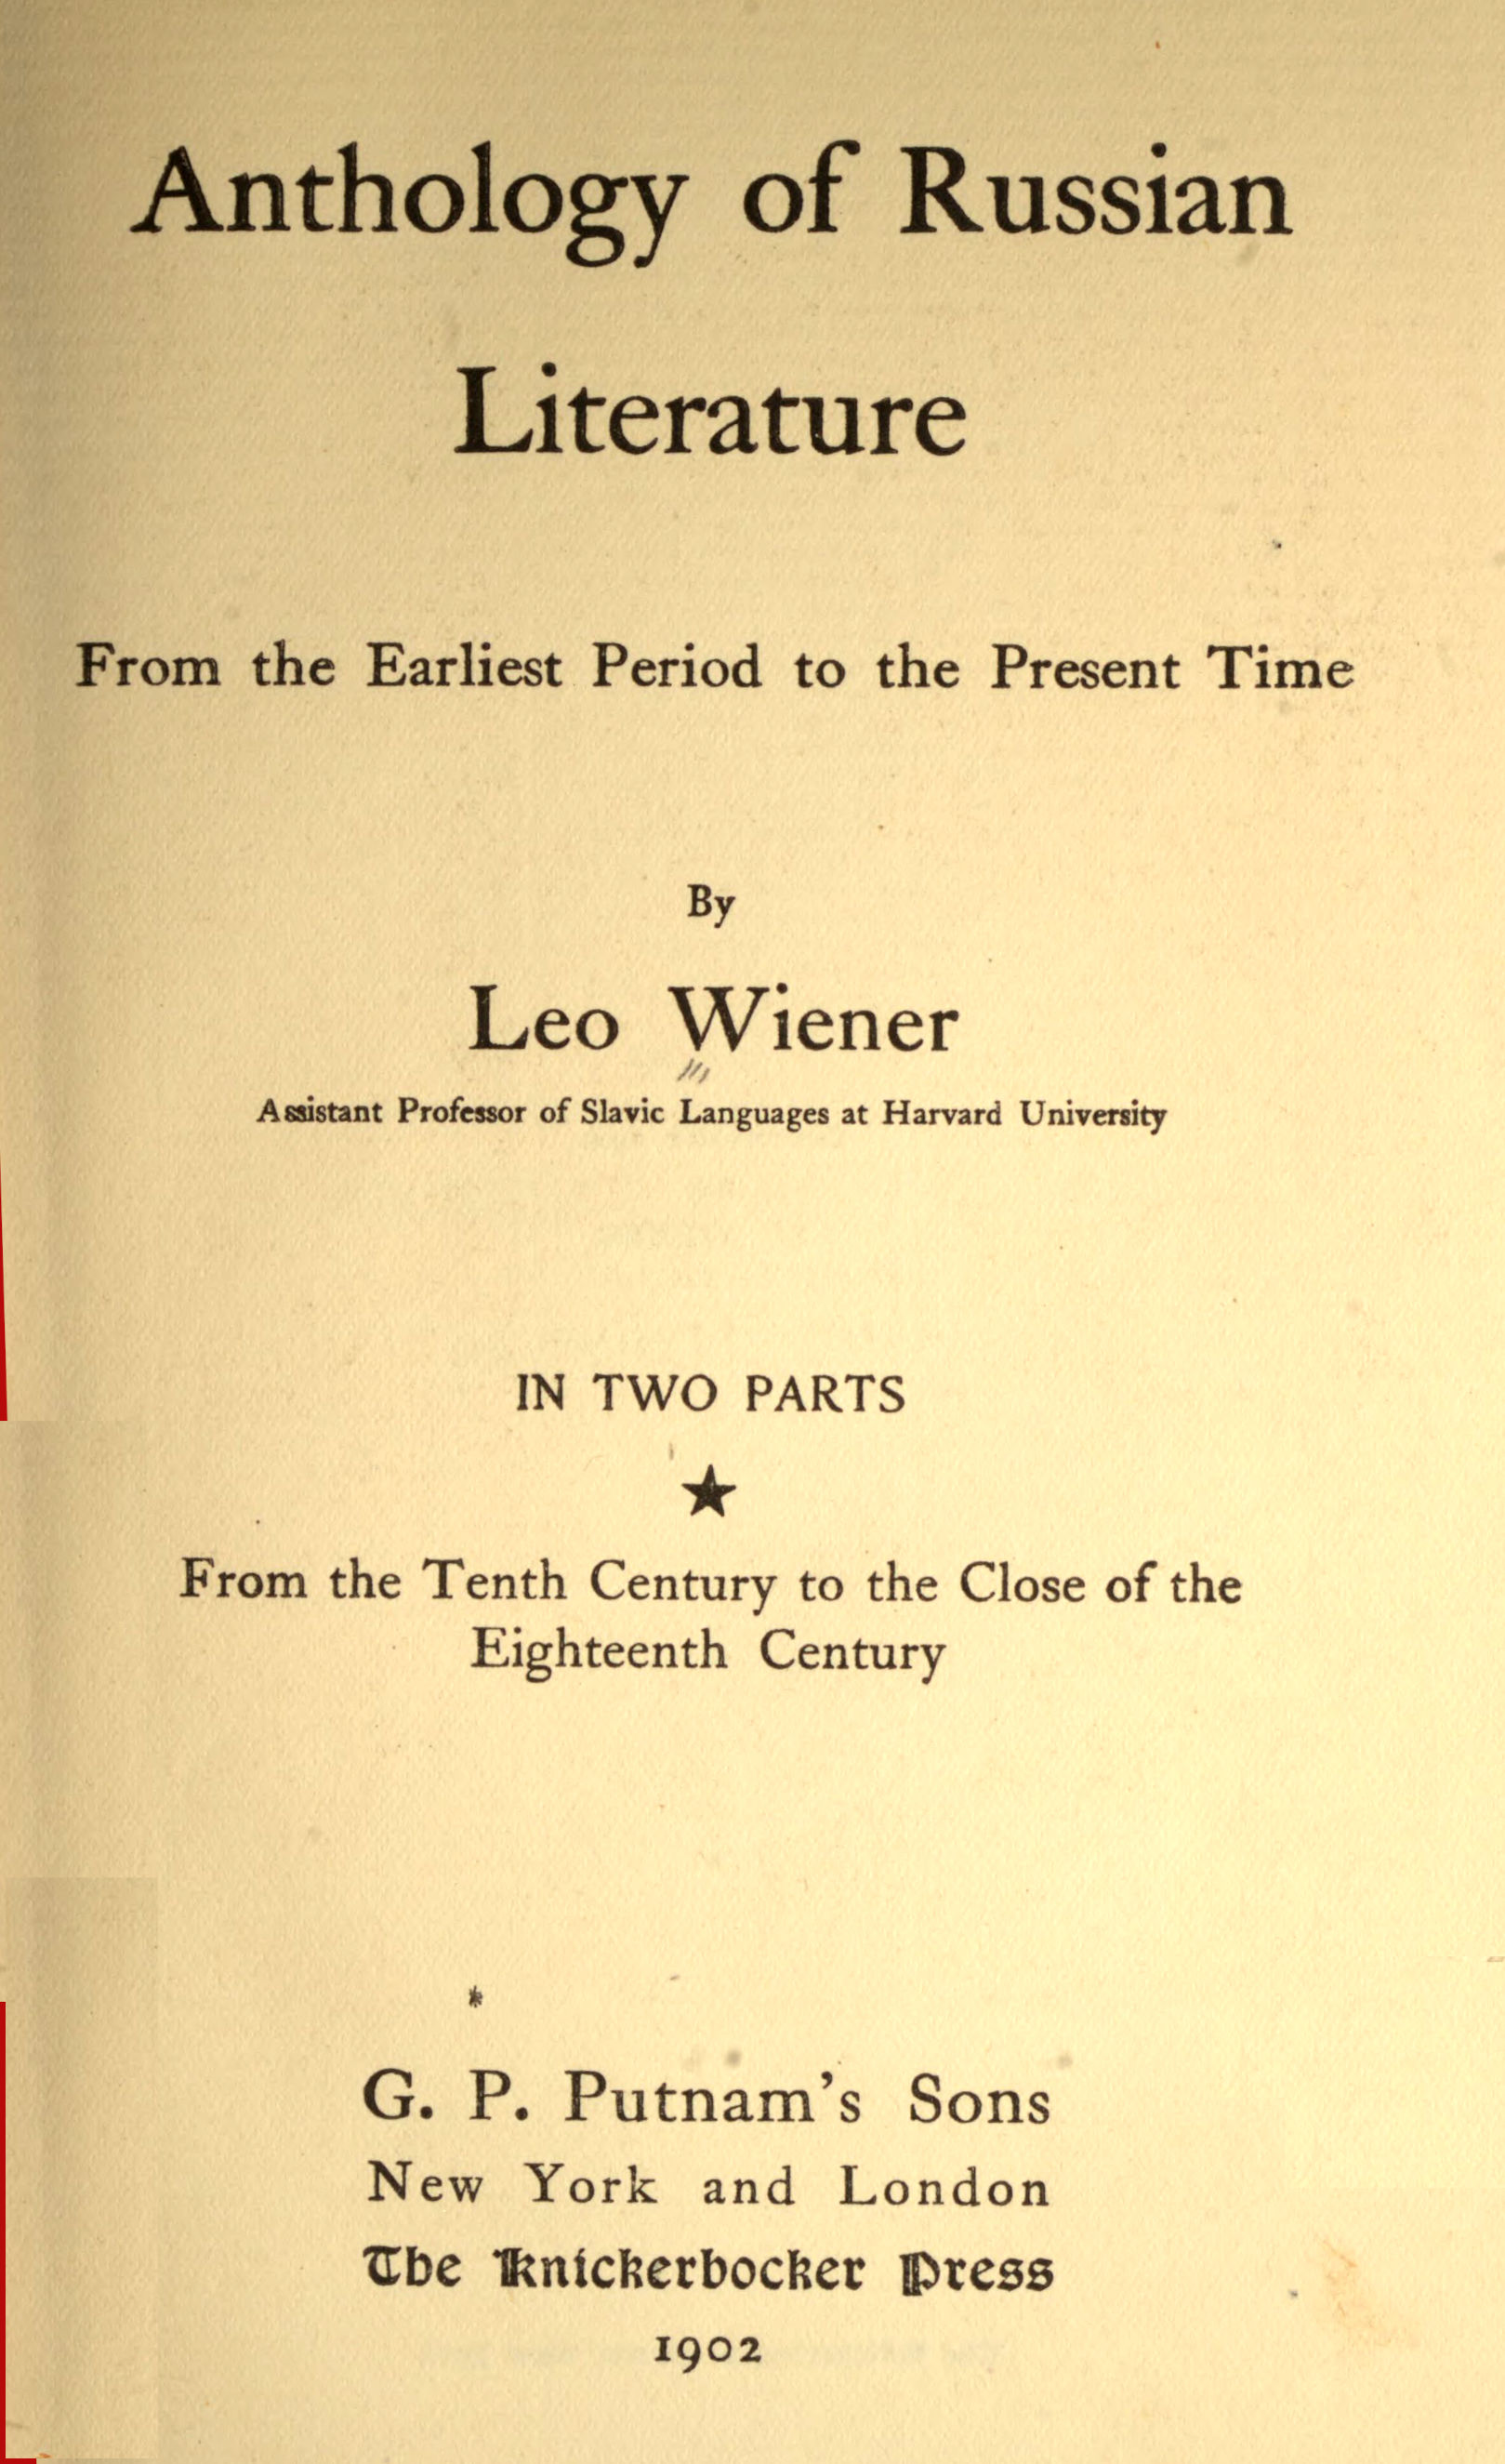 Anthology of Russian
Literature
From the Earliest Period to the Present Time
By
Leo Wiener
Assistant Professor of Slavic Languages at Harvard University
IN TWO PARTS
★
From the Tenth Century to the Close of the
Eighteenth Century
G. P. Putnam's Sons
New York and London
The Knickerbocker Press
1902